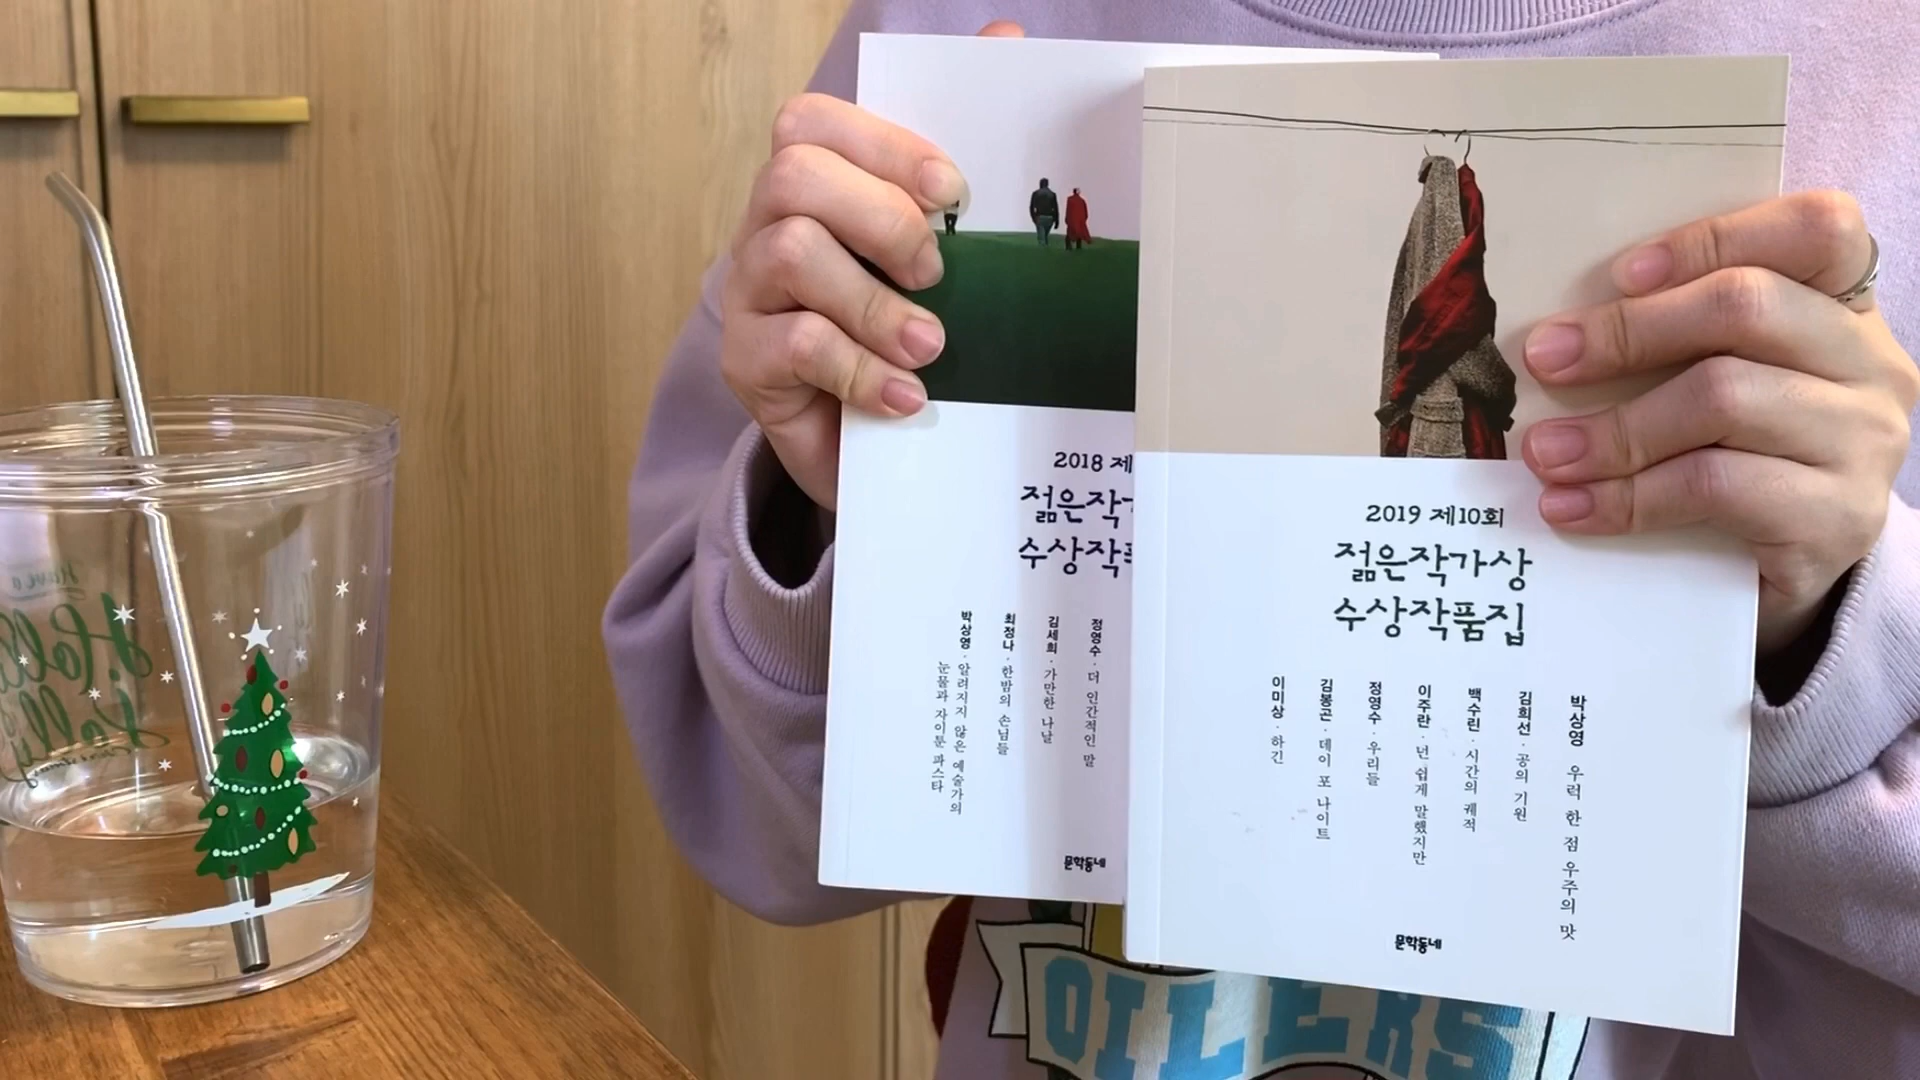 2018 제
젊은작
수상작
박상영 · 알려지지 않은 예술가의
눈물과 자이툰 파스타
최정나 · 한밤의 손님들
김세희 · 가만한 나날
정영수 · 더 인간적인 말
문학동네
2019 제10회
젊은작가상
수상작품집
박상영 우럭 한 점 우주의 맛
김희선 · 공의 기원
백수린 · 시간의 궤적
이주란 · 넌 쉽게 말했지만
정영수 · 우리들
김봉곤 · 데이 포 나이트
이미상 · 하긴
문학동네
Have a
Holly
Jolly
OILERS